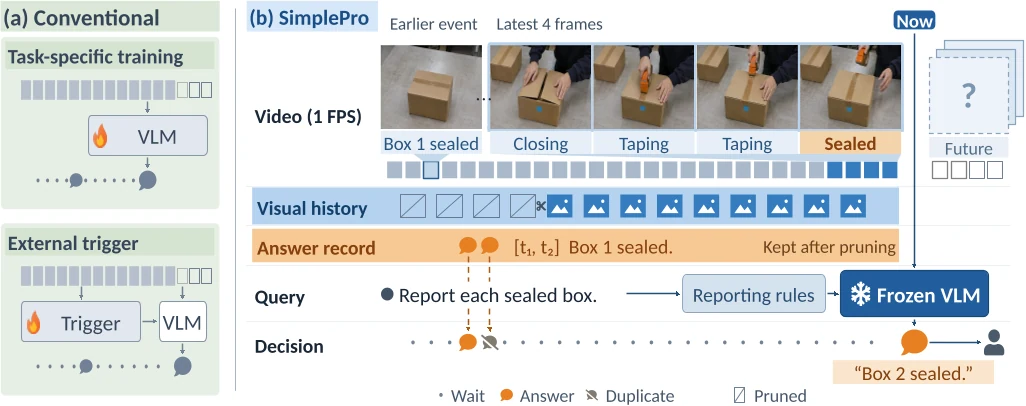 (a) Conventional
Task-specific training
VLM
External trigger
Trigger
VLM
(b) SimplePro
Earlier event
Latest 4 frames
Now
Video (1 FPS)
...
?
Box 1 sealed
Closing
Taping
Taping
Sealed
Future
Visual history
Answer record
[t₁, t₂] Box 1 sealed.
Kept after pruning
Query
Report each sealed box.
Reporting rules
Frozen VLM
Decision
"Box 2 sealed."
Wait
Answer
Duplicate
Pruned